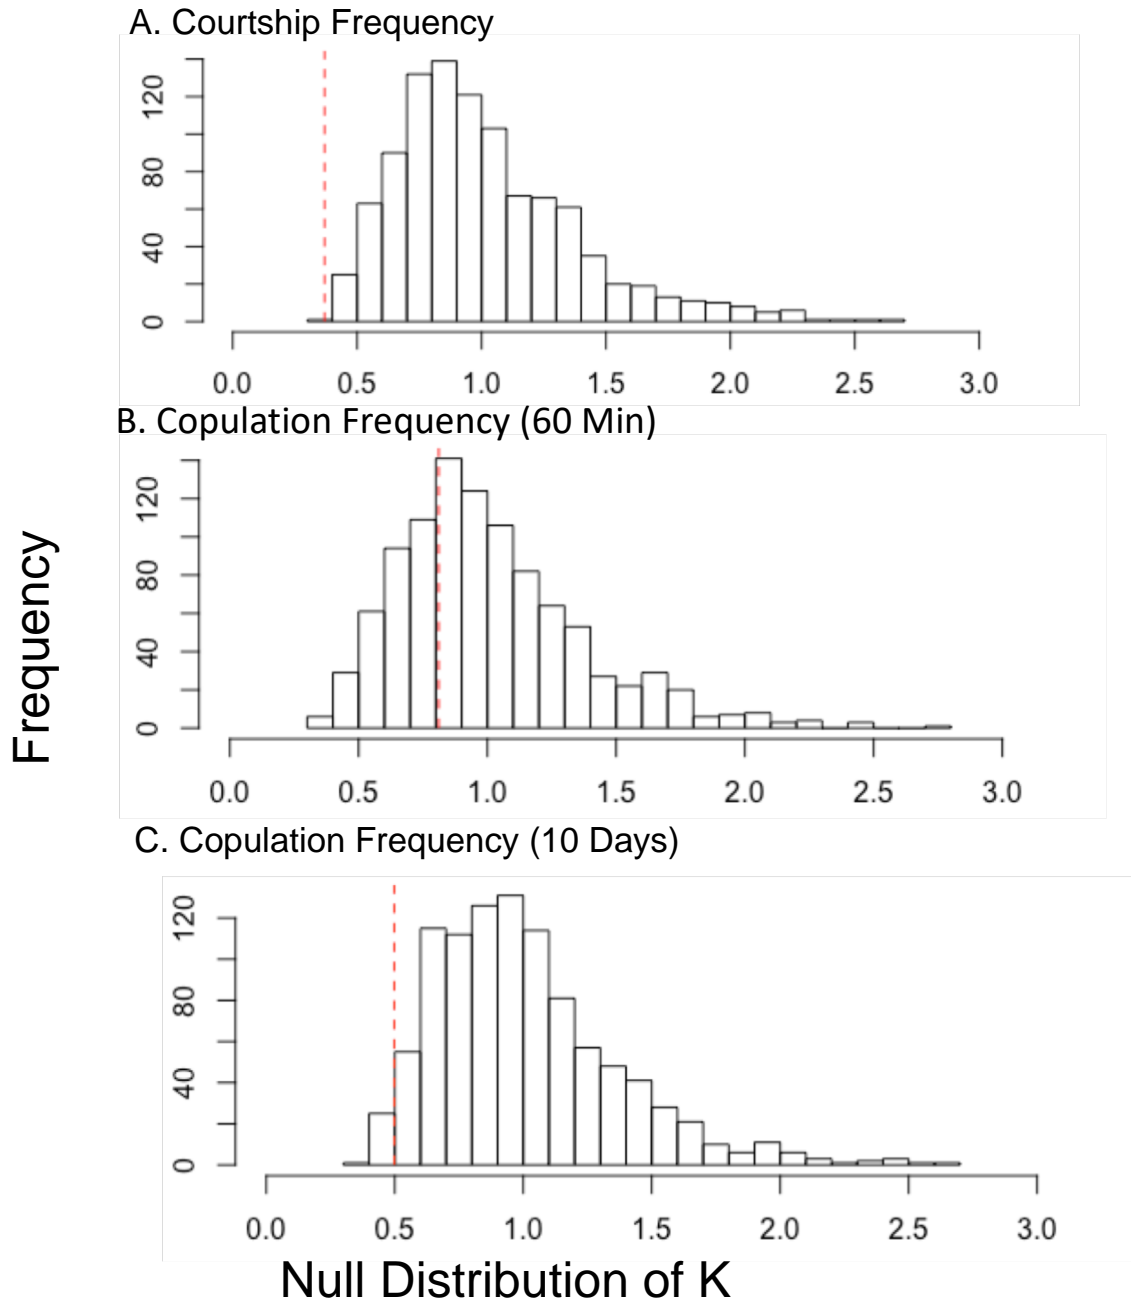 A. Courtship Frequency
120
80
40
0
0.0 0.5 1.0 1.5 2.0 2.5 3.0
B. Copulation Frequency (60 Min)
120
80
40
0
0.0 0.5 1.0 1.5 2.0 2.5 3.0
Frequency
C. Copulation Frequency (10 Days)
120
80
40
0
0.0 0.5 1.0 1.5 2.0 2.5 3.0
Null Distribution of K